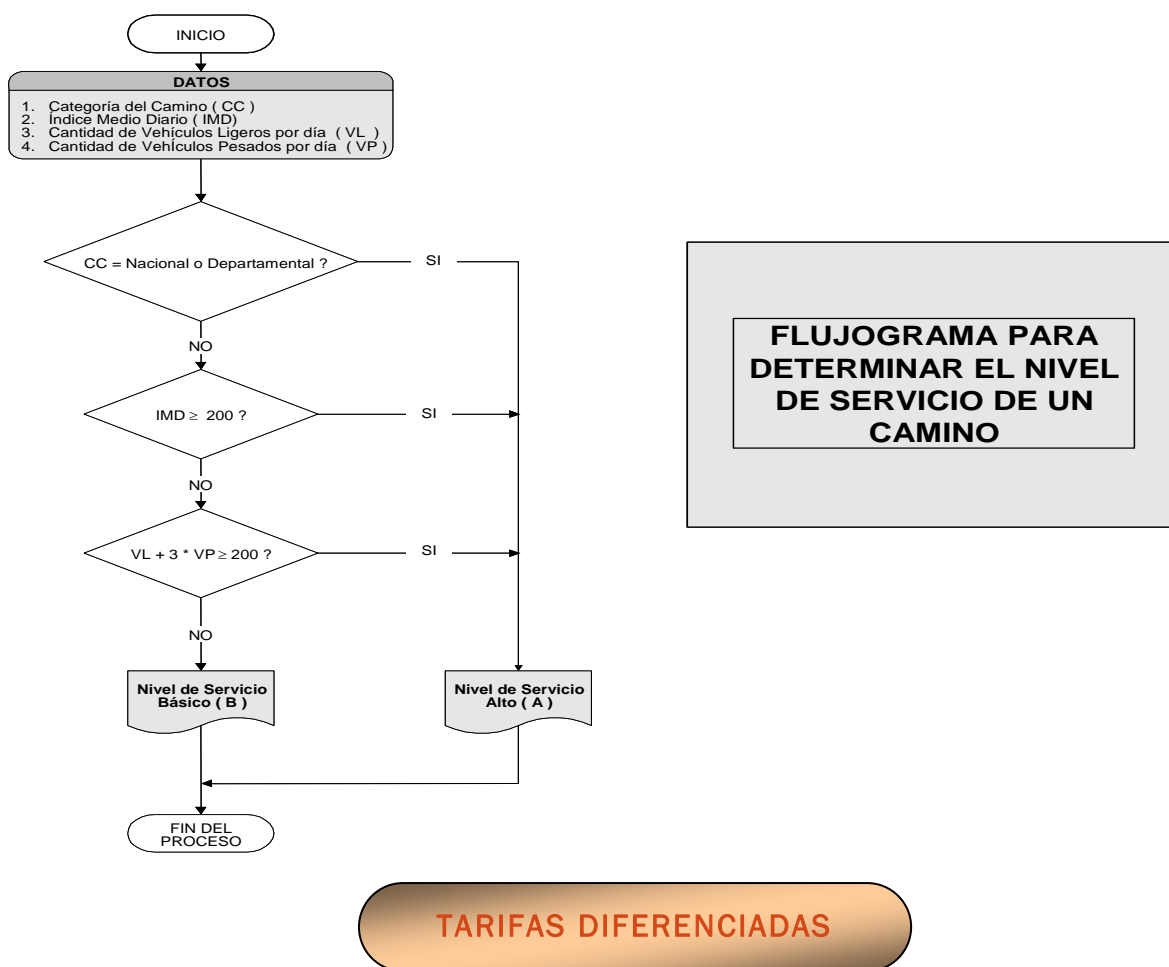 INICIO
DATOS
1. Categoría del Camino ( CC )
2. Índice Medio Diario ( IMD)
3. Cantidad de Vehículos Ligeros por día ( VL )
4. Cantidad de VehÍculos Pesados por día ( VP )
CC = Nacional o Departamental ?
SI
NO
IMD ≥ 200 ?
SI
NO
VL + 3 * VP ≥ 200 ?
SI
NO
Nivel de Servicio
Básico ( B )
Nivel de Servicio
Alto ( A )
FIN DEL
PROCESO
FLUJOGRAMA PARA
DETERMINAR EL NIVEL
DE SERVICIO DE UN
CAMINO
TARIFAS DIFERENCIADAS